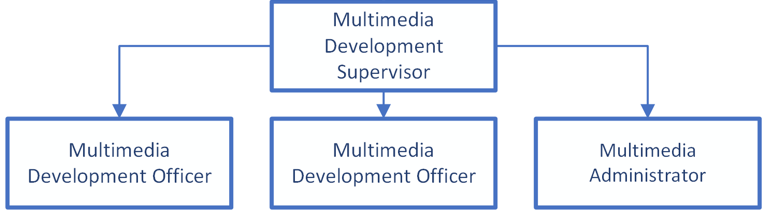 Multimedia
Development
Supervisor
Multimedia
Development Officer
Multimedia
Development Officer
Multimedia
Administrator